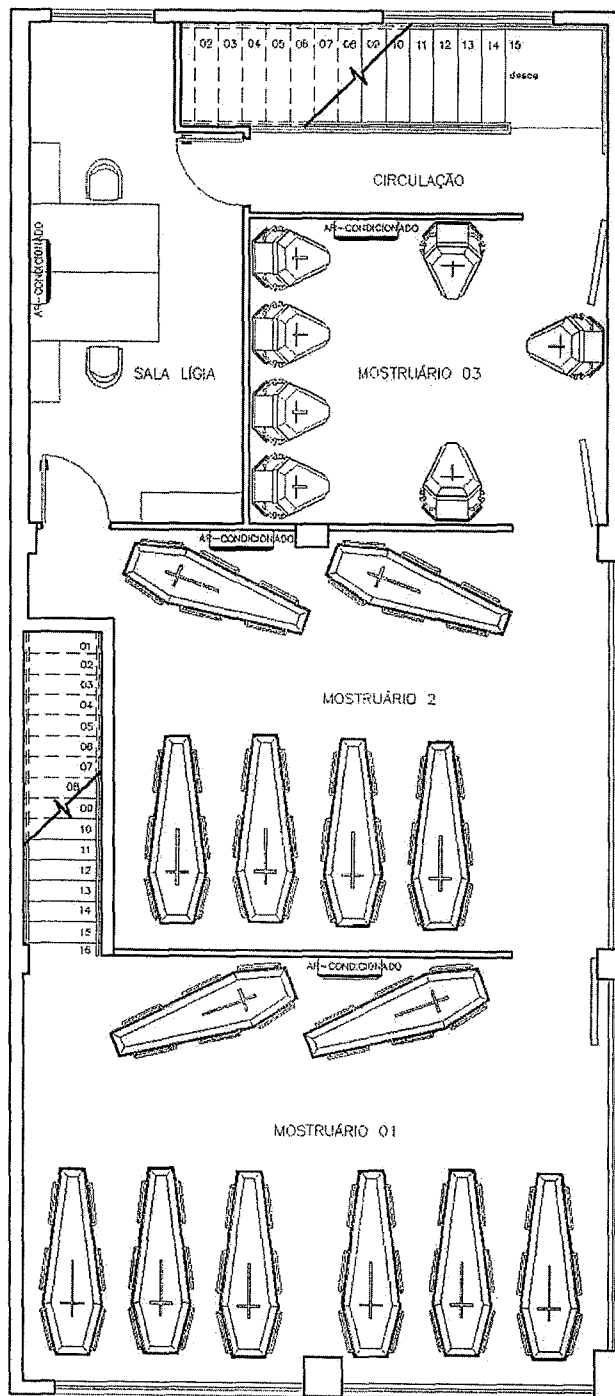 02 03 04 05 06 07 08 09 10 11 12 13 14 15
desce
CIRCULAÇÃO
AR-CONDICIONADO
AR-CONDICIONADO
SALA LÍGIA
MOSTRUÁRIO 03
AR-CONDICIONADO
01
02
03
04
05
06
07
08
09
10
11
12
13
14
15
16
MOSTRUÁRIO 2
AR-CONDICIONADO
MOSTRUÁRIO 01